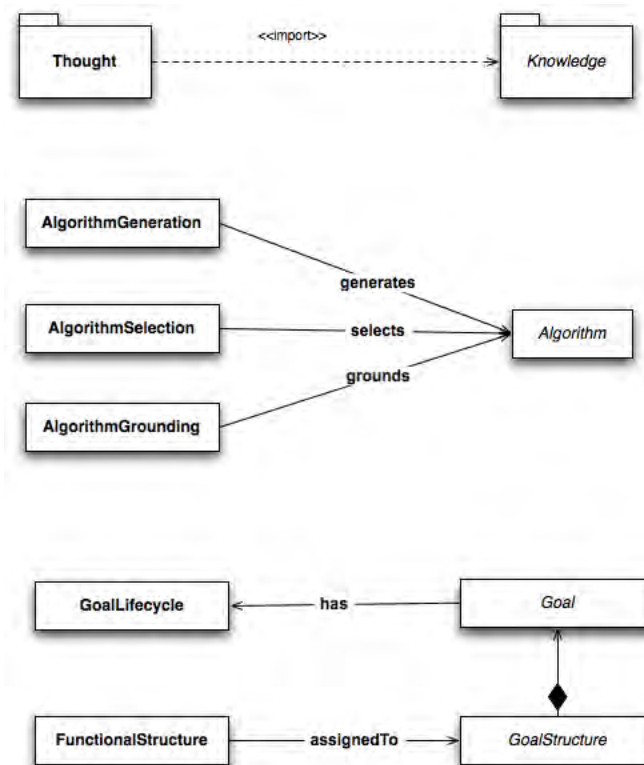 <<import>>
Thought
Knowledge
AlgorithmGeneration
generates
AlgorithmSelection
selects
Algorithm
grounds
AlgorithmGrounding
GoalLifecycle
has
Goal
FunctionalStructure
assignedTo
GoalStructure